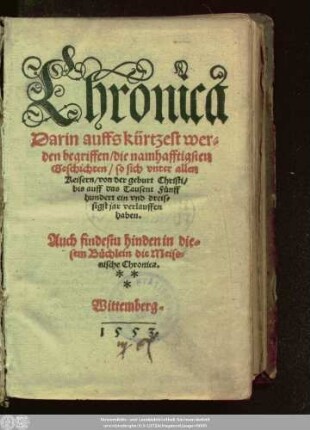 Chronica
Darin auffs kürtzest wer-
den begriffen/die namhafftigsten
Geschichten/ so sich vnter allen
Keisern/von der geburt Christi/
bis auff das Tausent Fünff
hundert ein vnd dreis-
sigst jar verlauffen
haben.
Auch findestu hinden in die-
sem Büchlein die Meise-
nische Chronica.
Wittemberg.
1553